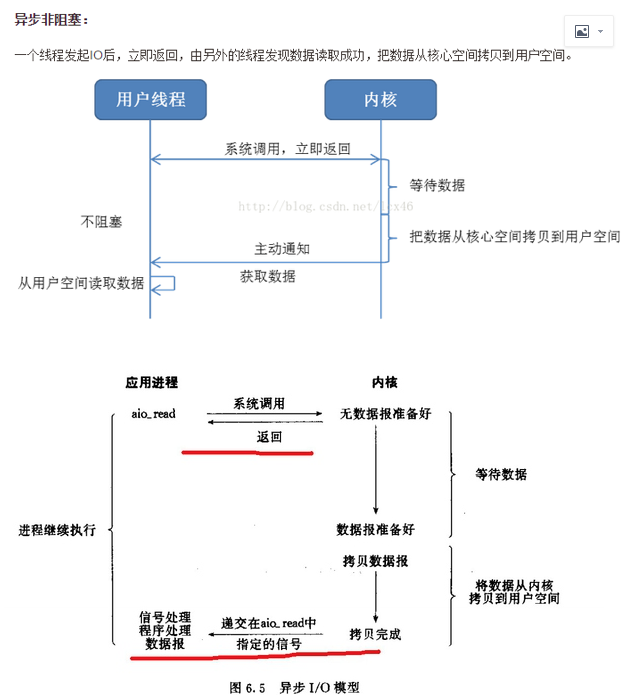 异步非阻塞：
一个线程发起IO后，立即返回，由另外的线程发现数据读取成功，把数据从核心空间拷贝到用户空间。
用户线程
内核
系统调用，立即返回
等待数据
http://blog.csdn.net/lcx46
不阻塞
把数据从核心空间拷贝到用户空间
主动通知
获取数据
从用户空间读取数据
应用进程
内核
aio_read
系统调用
无数据报准备好
返回
等待数据
进程继续执行
数据报准备好
拷贝数据报
将数据从内核
拷贝到用户空间
信号处理
程序处理
数据报
递交在aio_read中
指定的信号
拷贝完成
图 6.5 异步 I/O 模型